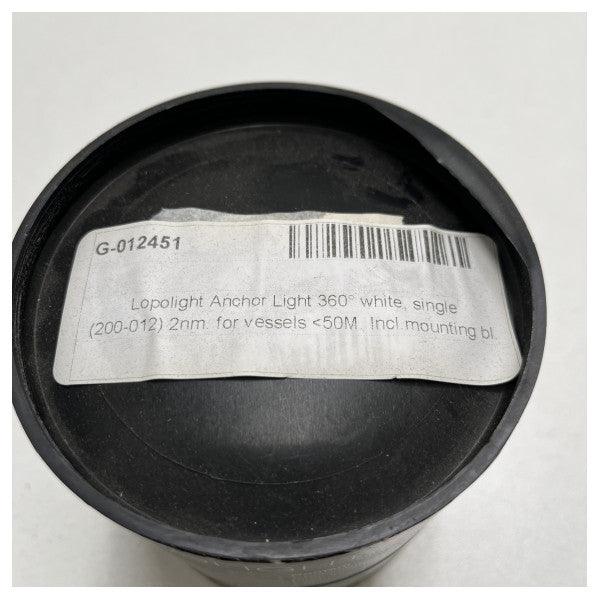 G-012451
Lopolight Anchor Light 360° white, single
(200-012) 2nm. for vessels <50M. Incl.mounting bl.